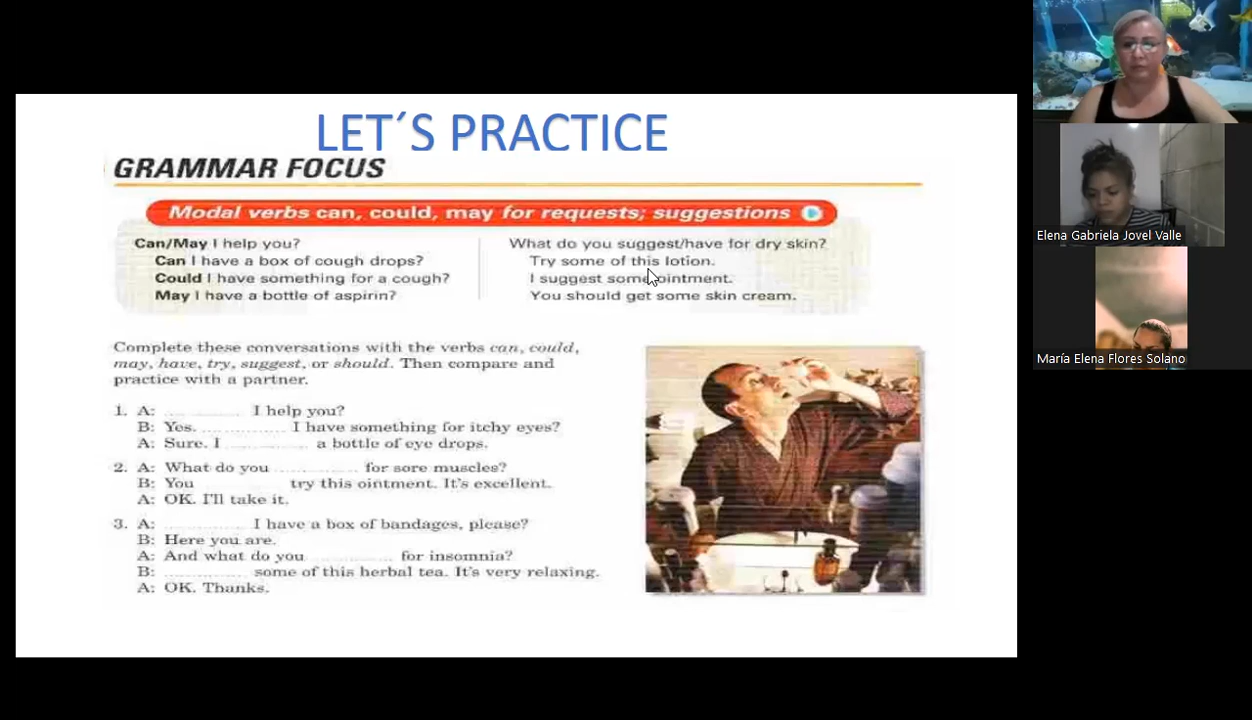 LET´S PRACTICE
GRAMMAR FOCUS
Modal verbs can, could, may for requests; suggestions
Can/May I help you?
Can I have a box of cough drops?
Could I have something for a cough?
May I have a bottle of aspirin?
What do you suggest/have for dry skin?
Try some of this lotion.
I suggest some ointment.
You should get some skin cream.
Complete these conversations with the verbs can, could,
may, have, try, suggest, or should. Then compare and
practice with a partner.
1. A: ............... I help you?
B: Yes. ............... I have something for itchy eyes?
A: Sure. I ............... a bottle of eye drops.
2. A: What do you ............... for sore muscles?
B: You ............... try this ointment. It's excellent.
A: OK. I'll take it.
3. A: ............... I have a box of bandages, please?
B: Here you are.
A: And what do you ............... for insomnia?
B: ............... some of this herbal tea. It's very relaxing.
A: OK. Thanks.
Elena Gabriela Jovel Valle
María Elena Flores Solano